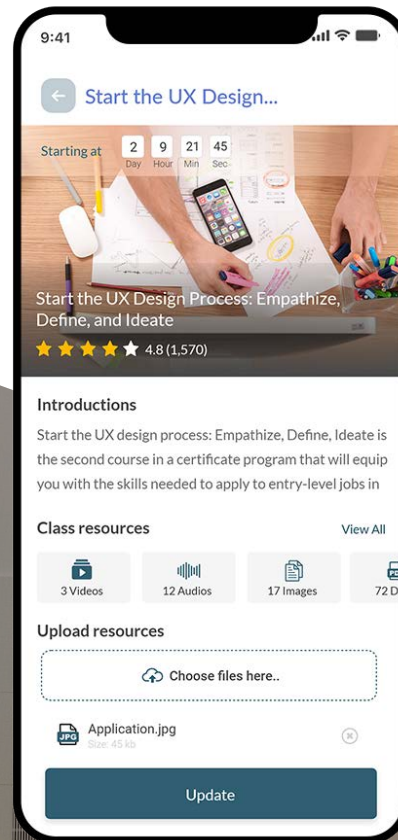 9:41
Start the UX Design...
Starting at
2 9 21 45
Day Hour Min Sec
Start the UX Design Process: Empathize,
Define, and Ideate
4.8 (1,570)
Introductions
Start the UX design process: Empathize, Define, Ideate is
the second course in a certificate program that will equip
you with the skills needed to apply to entry-level jobs in
Class resources
View All
3 Videos
12 Audios
17 Images
72 D
Upload resources
Choose files here..
JPG
Application.jpg
Size: 45 kb
Update